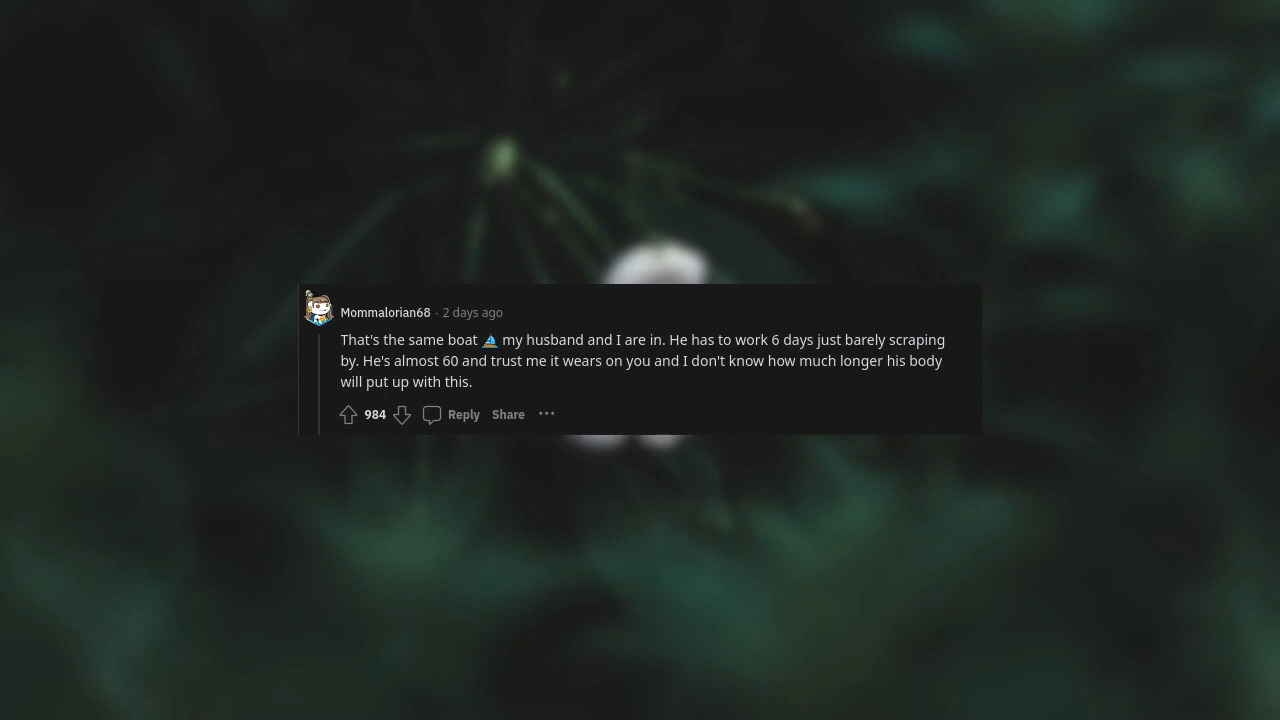 Mommalorian68 · 2 days ago
That's the same boat ⛵ my husband and I are in. He has to work 6 days just barely scraping
by. He's almost 60 and trust me it wears on you and I don't know how much longer his body
will put up with this.
984 Reply Share ···